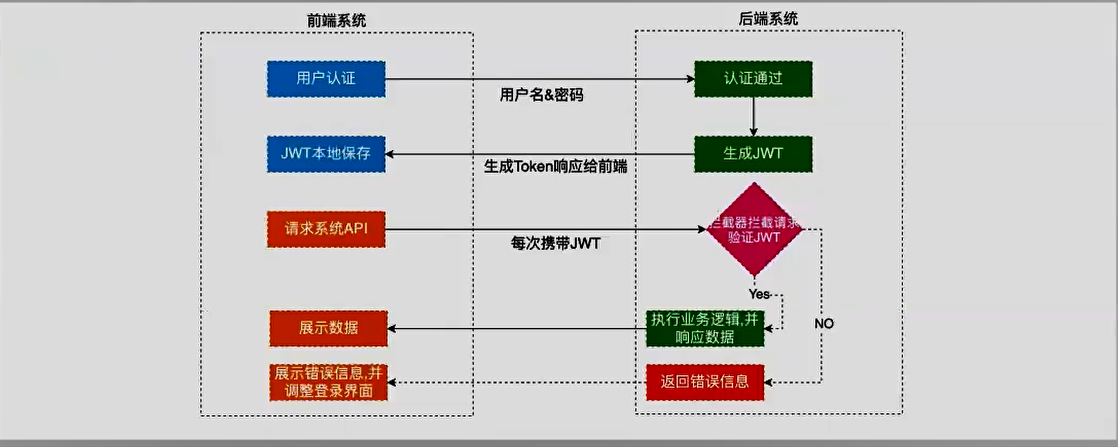 前端系统
后端系统
用户认证
用户名&密码
认证通过
JWT本地保存
生成Token响应给前端
生成JWT
请求系统API
每次携带JWT
拦截器拦截请求
验证JWT
Yes
NO
展示数据
执行业务逻辑,并
响应数据
展示错误信息,并
调整登录界面
返回错误信息